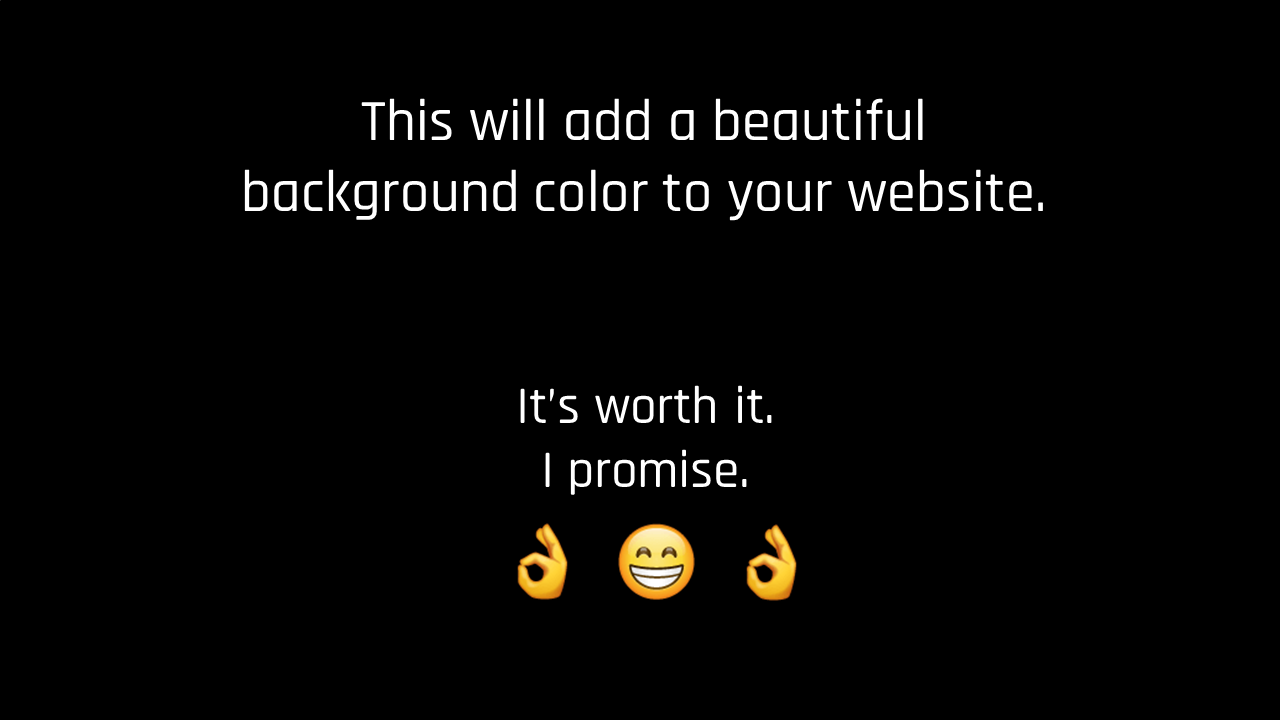 This will add a beautiful
background color to your website.
It’s worth it.
I promise.
👌 😁 👌